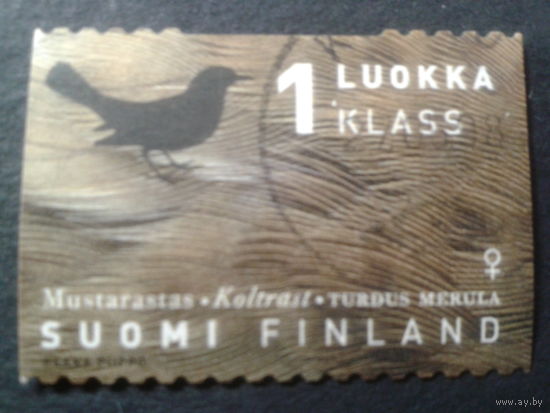 1 LUOKKA
KLASS
♀
Mustarastas • Koltrast • TURDUS MERULA
SUOMI FINLAND
www.ay.by